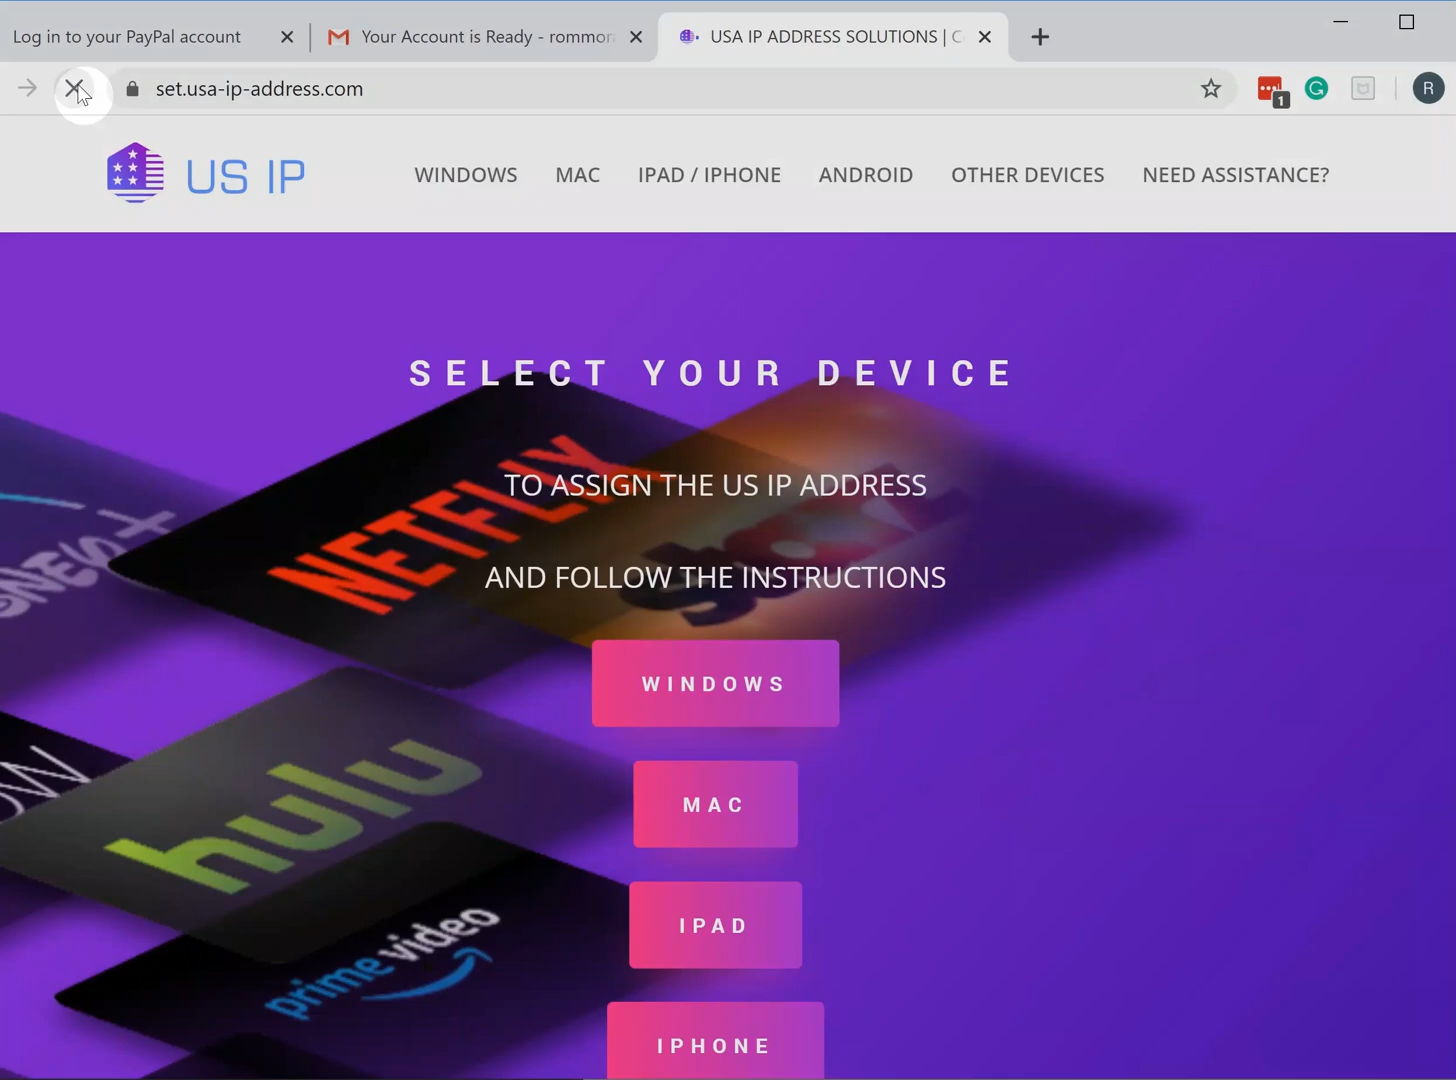 Log in to your PayPal account
Your Account is Ready - rommor
USA IP ADDRESS SOLUTIONS | C
1
R
set.usa-ip-address.com
US IP
WINDOWS
MAC
IPAD / IPHONE
ANDROID
OTHER DEVICES
NEED ASSISTANCE?
SELECT YOUR DEVICE
TO ASSIGN THE US IP ADDRESS
AND FOLLOW THE INSTRUCTIONS
NETFLIX
hulu
prime video
WINDOWS
MAC
IPAD
IPHONE